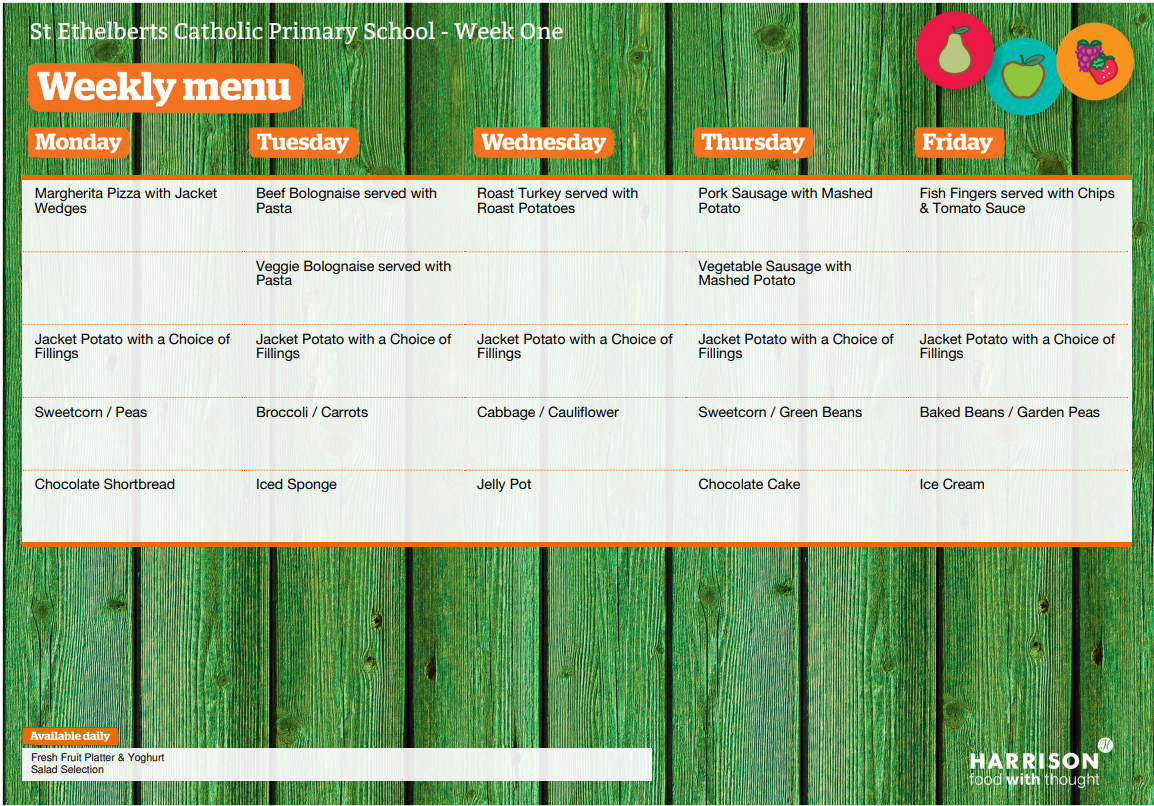 St Ethelberts Catholic Primary School - Week One
Weekly menu
Monday
Tuesday
Wednesday
Thursday
Friday
Margherita Pizza with Jacket
Wedges
Beef Bolognaise served with
Pasta
Roast Turkey served with
Roast Potatoes
Pork Sausage with Mashed
Potato
Fish Fingers served with Chips
& Tomato Sauce
Veggie Bolognaise served with
Pasta
Vegetable Sausage with
Mashed Potato
Jacket Potato with a Choice of
Fillings
Jacket Potato with a Choice of
Fillings
Jacket Potato with a Choice of
Fillings
Jacket Potato with a Choice of
Fillings
Jacket Potato with a Choice of
Fillings
Sweetcorn / Peas
Broccoli / Carrots
Cabbage / Cauliflower
Sweetcorn / Green Beans
Baked Beans / Garden Peas
Chocolate Shortbread
Iced Sponge
Jelly Pot
Chocolate Cake
Ice Cream
Available daily
Fresh Fruit Platter & Yoghurt
Salad Selection
H
HARRISON
food with thought